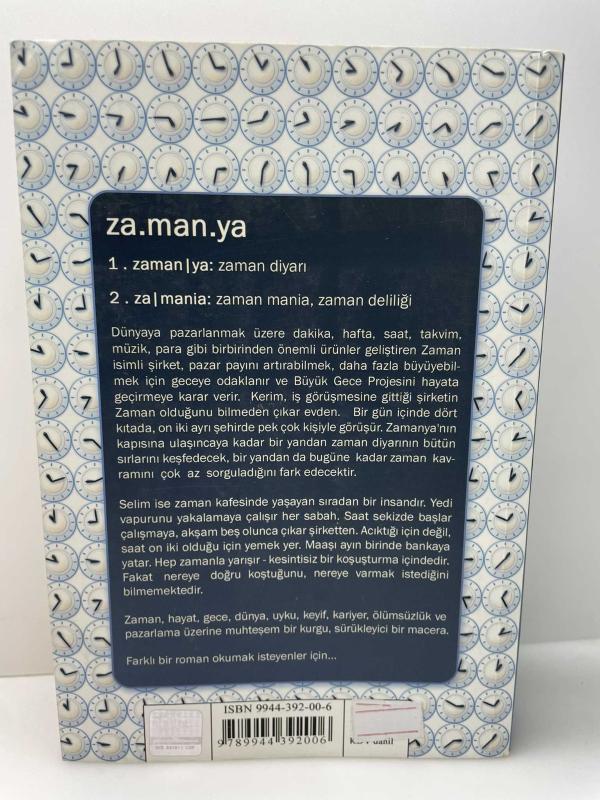 za.man.ya
1 . zaman|ya: zaman diyarı
2 . za|mania: zaman mania, zaman deliliği
Dünyaya pazarlanmak üzere dakika, hafta, saat, takvim,
müzik, para gibi birbirinden önemli ürünler geliştiren Zaman
isimli şirket, pazar payını artırabilmek, daha fazla büyüyebil-
mek için geceye odaklanır ve Büyük Gece Projesini hayata
geçirmeye karar verir. Kerim, iş görüşmesine gittiği şirketin
Zaman olduğunu bilmeden çıkar evden. Bir gün içinde dört
kıtada, on iki ayrı şehirde pek çok kişiyle görüşür. Zamanya'nın
kapısına ulaşıncaya kadar bir yandan zaman diyarının bütün
sırlarını keşfedecek, bir yandan da bugüne kadar zaman kav-
ramını çok az sorguladığını fark edecektir.
Selim ise zaman kafesinde yaşayan sıradan bir insandır. Yedi
vapurunu yakalamaya çalışır her sabah. Saat sekizde başlar
çalışmaya, akşam beş olunca çıkar şirketten. Acıktığı için değil,
saat on iki olduğu için yemek yer. Maaşı ayın birinde bankaya
yatar. Hep zamanla yarışır - kesintisiz bir koşuşturma içindedir.
Fakat nereye doğru koştuğunu, nereye varmak istediğini
bilmemektedir.
Zaman, hayat, gece, dünya, uyku, keyif, kariyer, ölümsüzlük ve
pazarlama üzerine muhteşem bir kurgu, sürükleyici bir macera.
Farklı bir roman okumak isteyenler için...
ISBN 9944-392-00-6
9 789944 392006